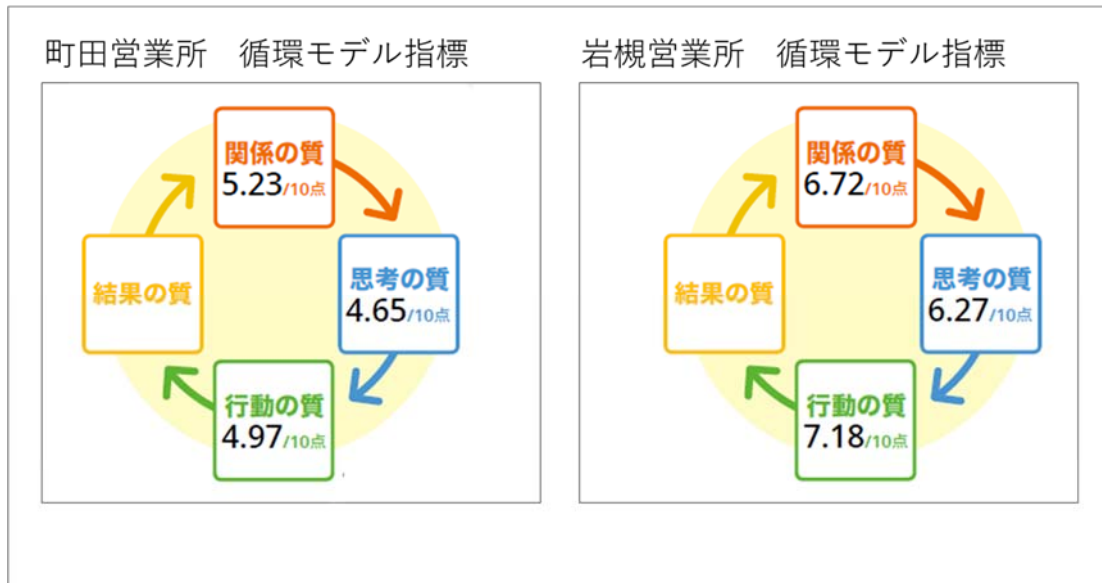 町田営業所　循環モデル指標
関係の質
5.23/10点
思考の質
4.65/10点
行動の質
4.97/10点
結果の質
岩槻営業所　循環モデル指標
関係の質
6.72/10点
思考の質
6.27/10点
行動の質
7.18/10点
結果の質